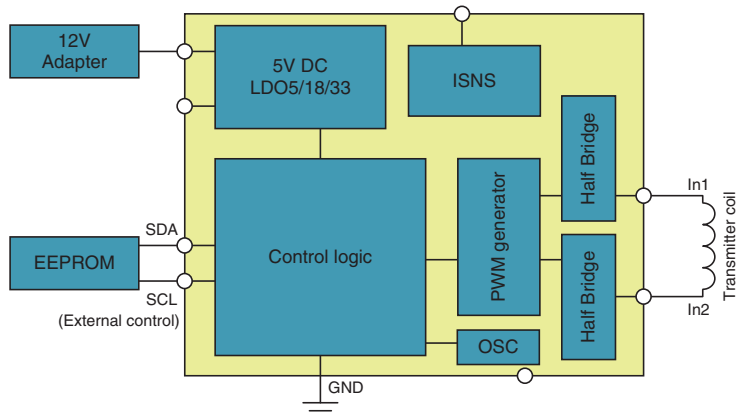 12V
Adapter
5V DC
LDO5/18/33
ISNS
Half Bridge
In1
Transmitter coil
SDA
EEPROM
Control logic
PWM generator
Half Bridge
SCL
In2
(External control)
OSC
GND